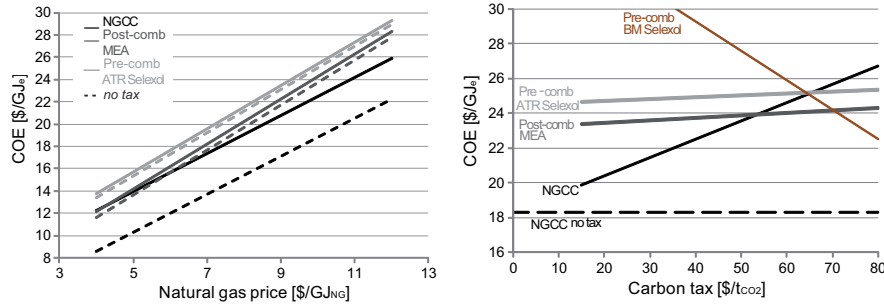 COE [$/GJe]
30
28
26
24
22
20
18
16
14
12
10
8
NGCC
Post-comb
MEA
Pre-comb
ATR Selexol
no tax
3 5 7 9 11 13
Natural gas price [$/GJNG]
COE [$/GJe]
30
28
26
24
22
20
18
16
Pre-comb
BM Selexol
Pre -comb
ATR Selexol
Post-comb
MEA
NGCC
NGCC no tax
0 10 20 30 40 50 60 70 80
Carbon tax [$/tCO2]